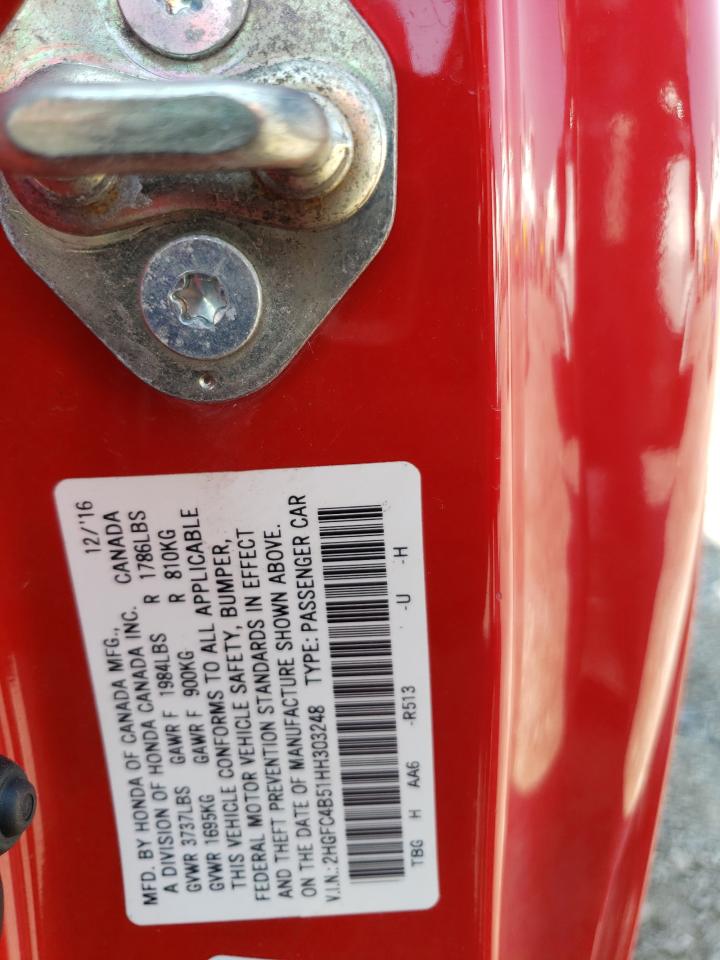 MFD. BY HONDA OF CANADA MFG., 12/'16
A DIVISION OF HONDA CANADA INC. CANADA
GVWR 3737LBS GAWR F 1984LBS R 1786LBS
GVWR 1695KG GAWR F 900KG R 810KG
THIS VEHICLE CONFORMS TO ALL APPLICABLE
FEDERAL MOTOR VEHICLE SAFETY, BUMPER,
AND THEFT PREVENTION STANDARDS IN EFFECT
ON THE DATE OF MANUFACTURE SHOWN ABOVE.
V.I.N.: 2HGFC4B51HH303248 TYPE: PASSENGER CAR
TBG H AA6 -R513 -U -H